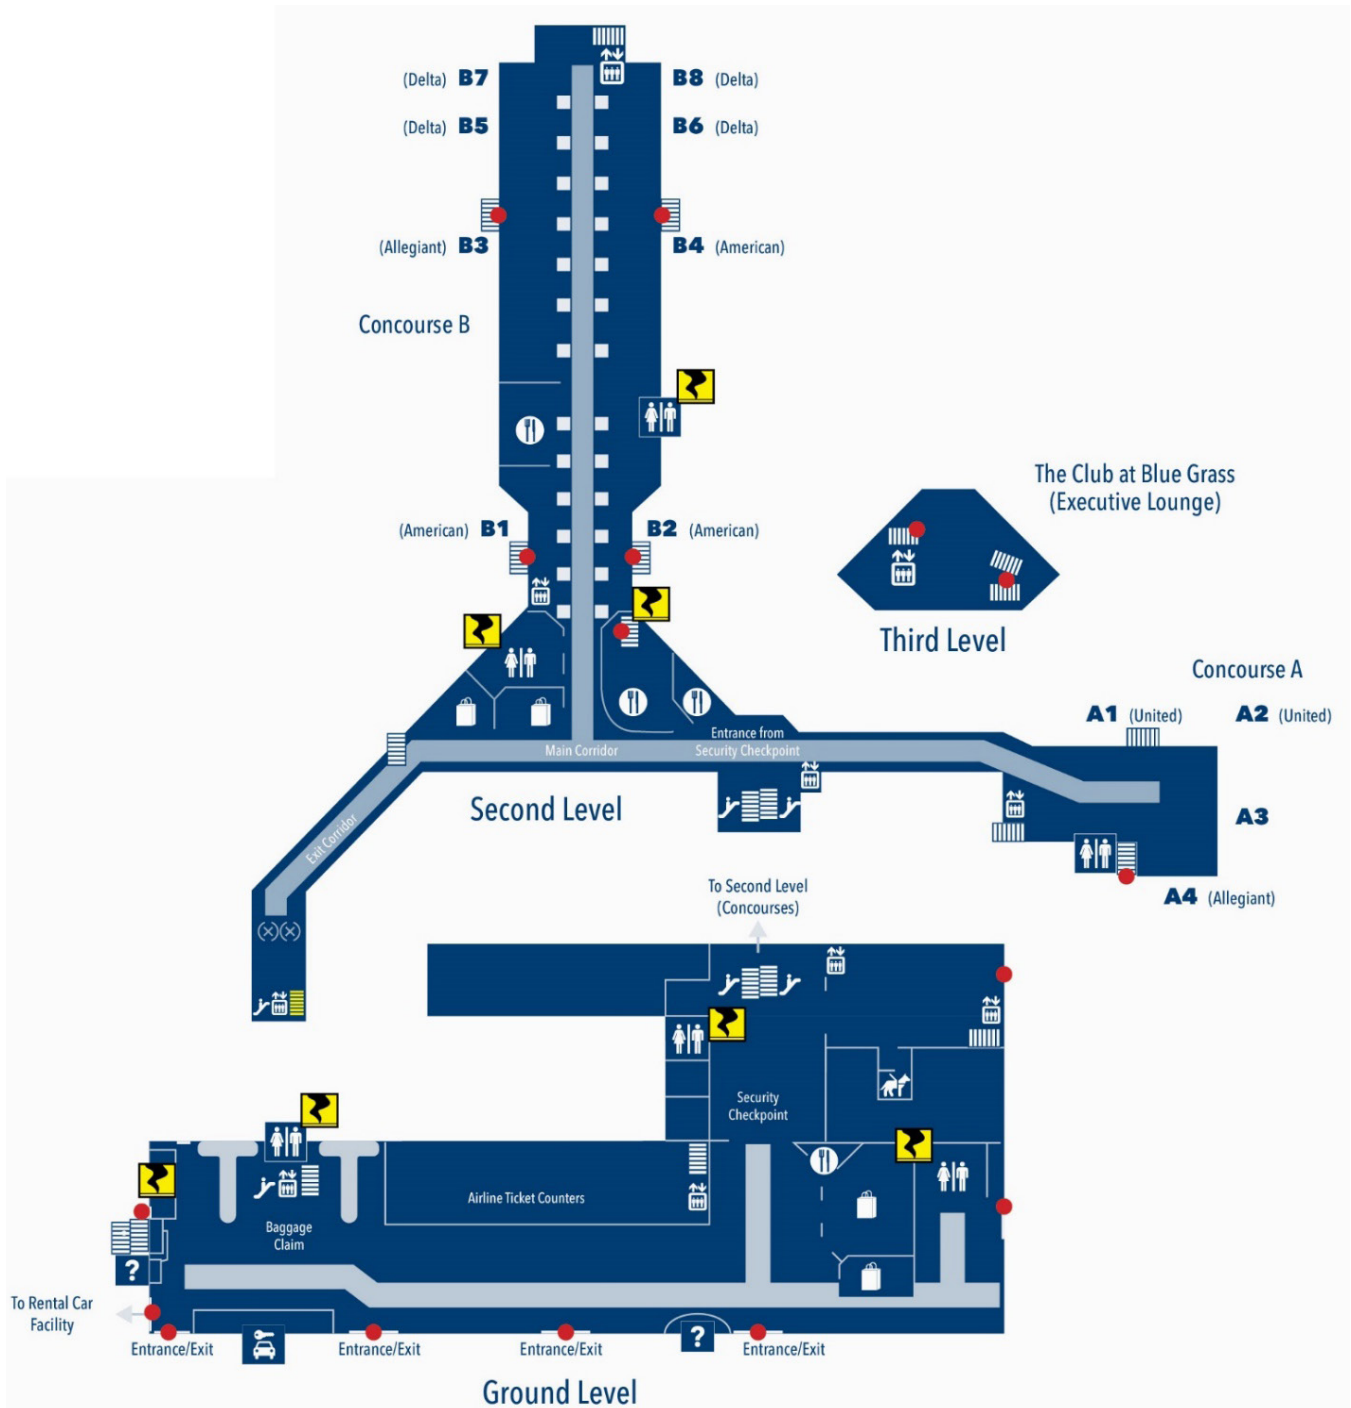 (Delta) B7
B8 (Delta)
(Delta) B5
B6 (Delta)
(Allegiant) B3
B4 (American)
Concourse B
The Club at Blue Grass
(Executive Lounge)
(American) B1
B2 (American)
Third Level
Concourse A
A1 (United)
A2 (United)
Entrance from
Security Checkpoint
Main Corridor
Second Level
Exit Corridor
A3
A4 (Allegiant)
To Second Level
(Concourses)
Security
Checkpoint
Airline Ticket Counters
Baggage
Claim
?
To Rental Car
Facility
?
Entrance/Exit
Entrance/Exit
Entrance/Exit
Entrance/Exit
Ground Level